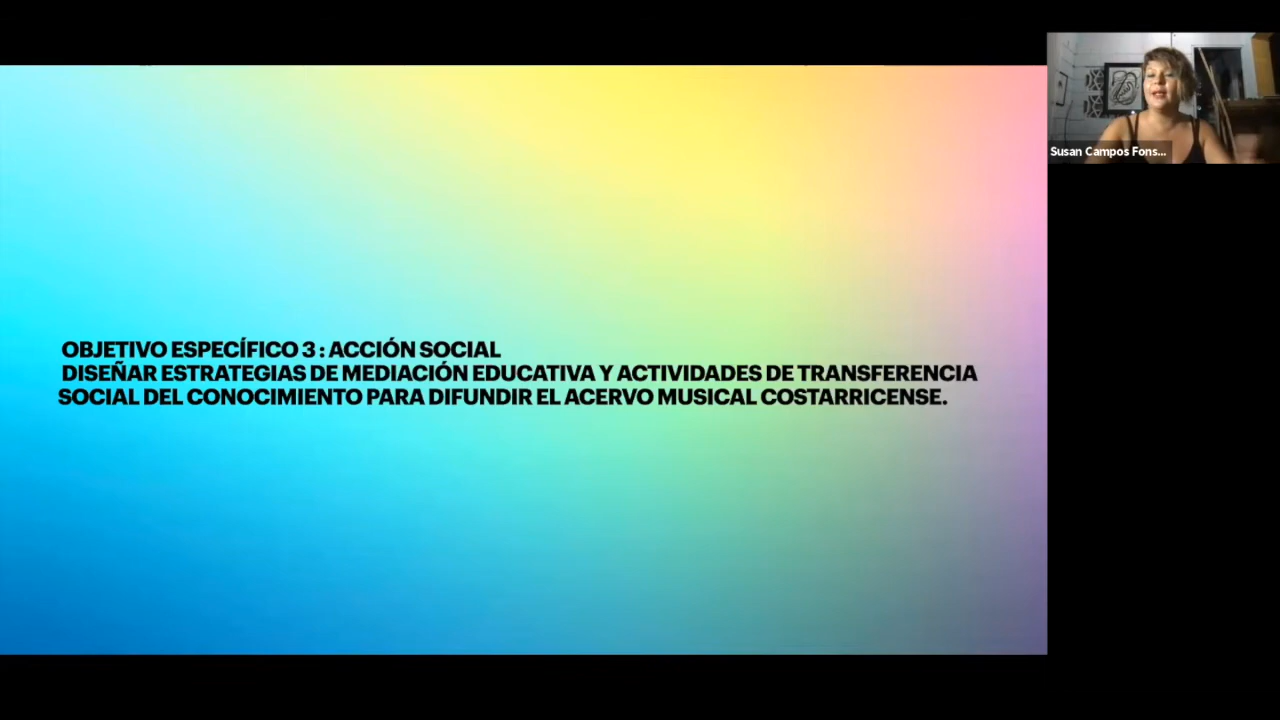 OBJETIVO ESPECÍFICO 3 : ACCIÓN SOCIAL
DISEÑAR ESTRATEGIAS DE MEDIACIÓN EDUCATIVA Y ACTIVIDADES DE TRANSFERENCIA
SOCIAL DEL CONOCIMIENTO PARA DIFUNDIR EL ACERVO MUSICAL COSTARRICENSE.
Susan Campos Fons...